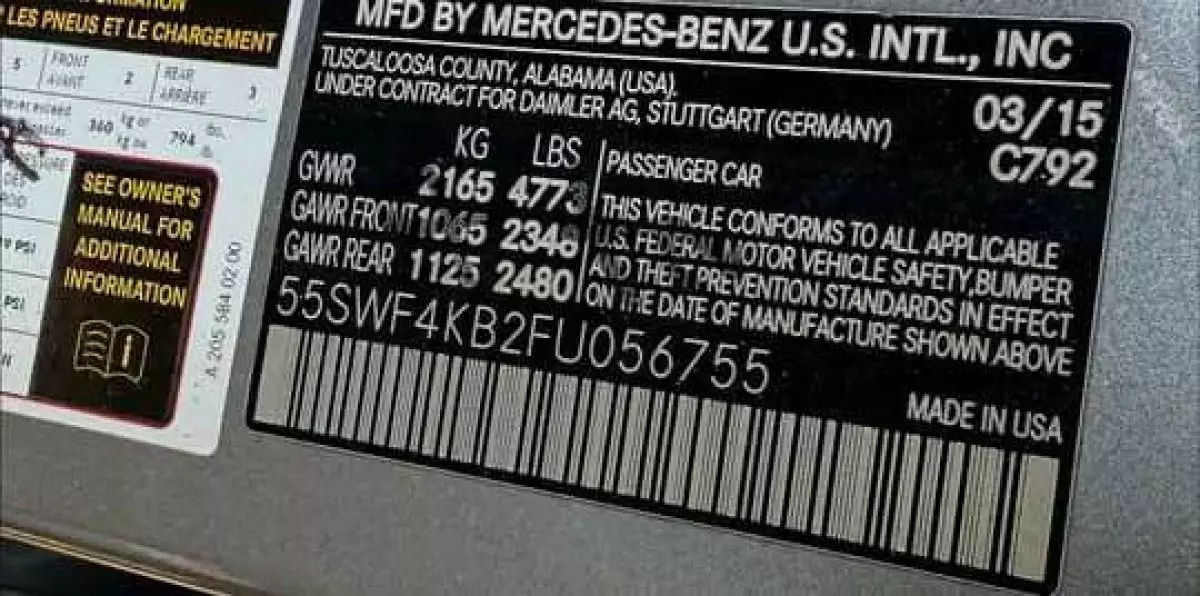 LES PNEUS ET LE CHARGEMENT
5 FRONT AVANT 2 REAR ARRIÈRE 3
360 kg 794
SEE OWNER'S
MANUAL FOR
ADDITIONAL
INFORMATION
PSI
PSI
A 205 584 02 00
MFD BY MERCEDES-BENZ U.S. INTL., INC
TUSCALOOSA COUNTY, ALABAMA (USA),
UNDER CONTRACT FOR DAIMLER AG, STUTTGART (GERMANY)
03/15
C792
KG LBS
GVWR 2165 4773
GAWR FRONT 1065 2348
GAWR REAR 1125 2480
PASSENGER CAR
THIS VEHICLE CONFORMS TO ALL APPLICABLE
U.S. FEDERAL MOTOR VEHICLE SAFETY,BUMPER
AND THEFT PREVENTION STANDARDS IN EFFECT
ON THE DATE OF MANUFACTURE SHOWN ABOVE
55SWF4KB2FU056755
MADE IN USA